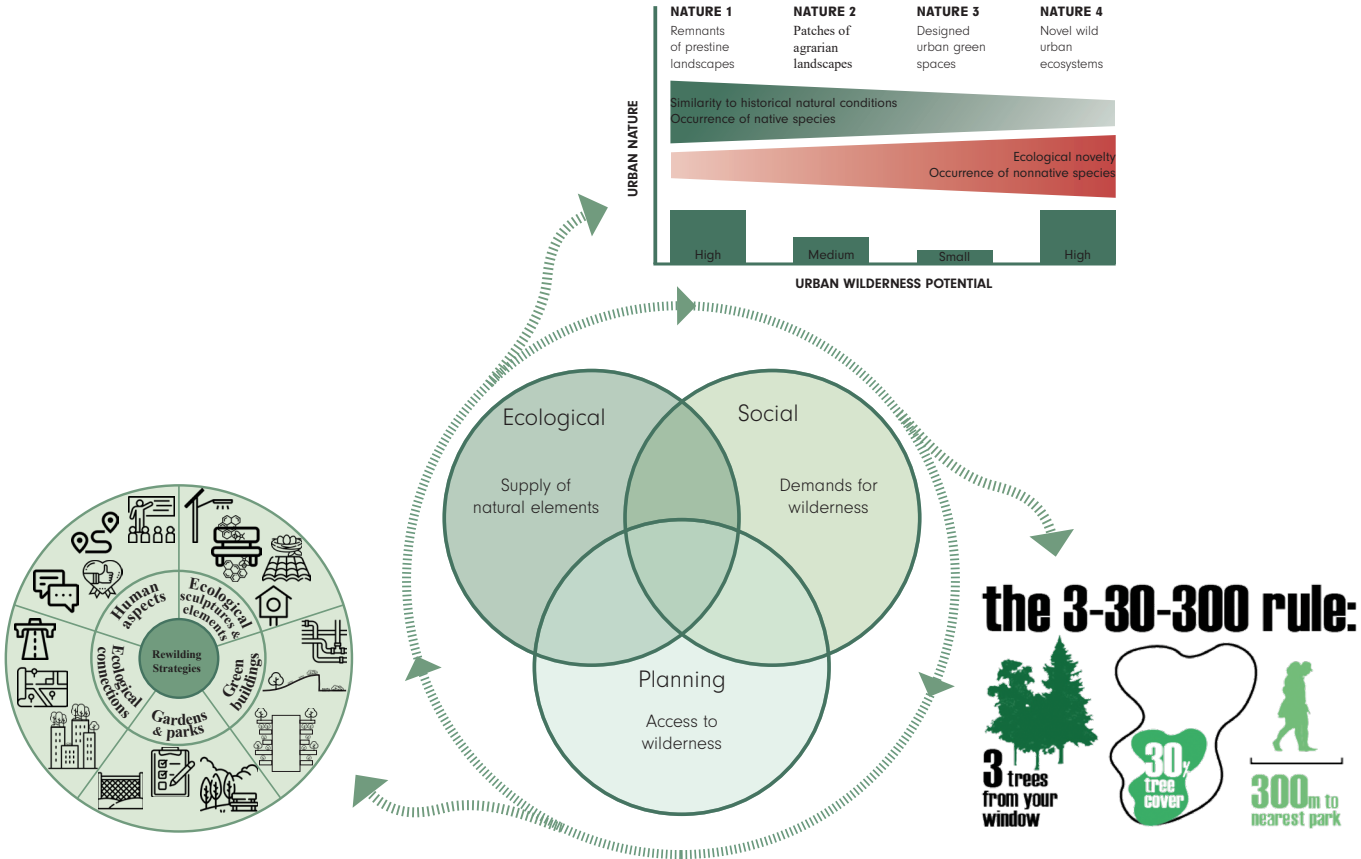 NATURE 1
Remnants
of prestine
landscapes
NATURE 2
Patches of
agrarian
landscapes
NATURE 3
Designed
urban green
spaces
NATURE 4
Novel wild
urban
ecosystems
URBAN NATURE
Similarity to historical natural conditions
Occurrence of native species
Ecological novelty
Occurrence of nonnative species
High
Medium
Small
High
URBAN WILDERNESS POTENTIAL
Ecological
Supply of
natural elements
Social
Demands for
wilderness
Planning
Access to
wilderness
Human
aspects
Ecological
sculptures &
elements
Green
buildings
Gardens
& parks
Ecological
connections
Rewilding
Strategies
the 3-30-300 rule:
3 trees
from your
window
30%
tree
cover
300m to
nearest park